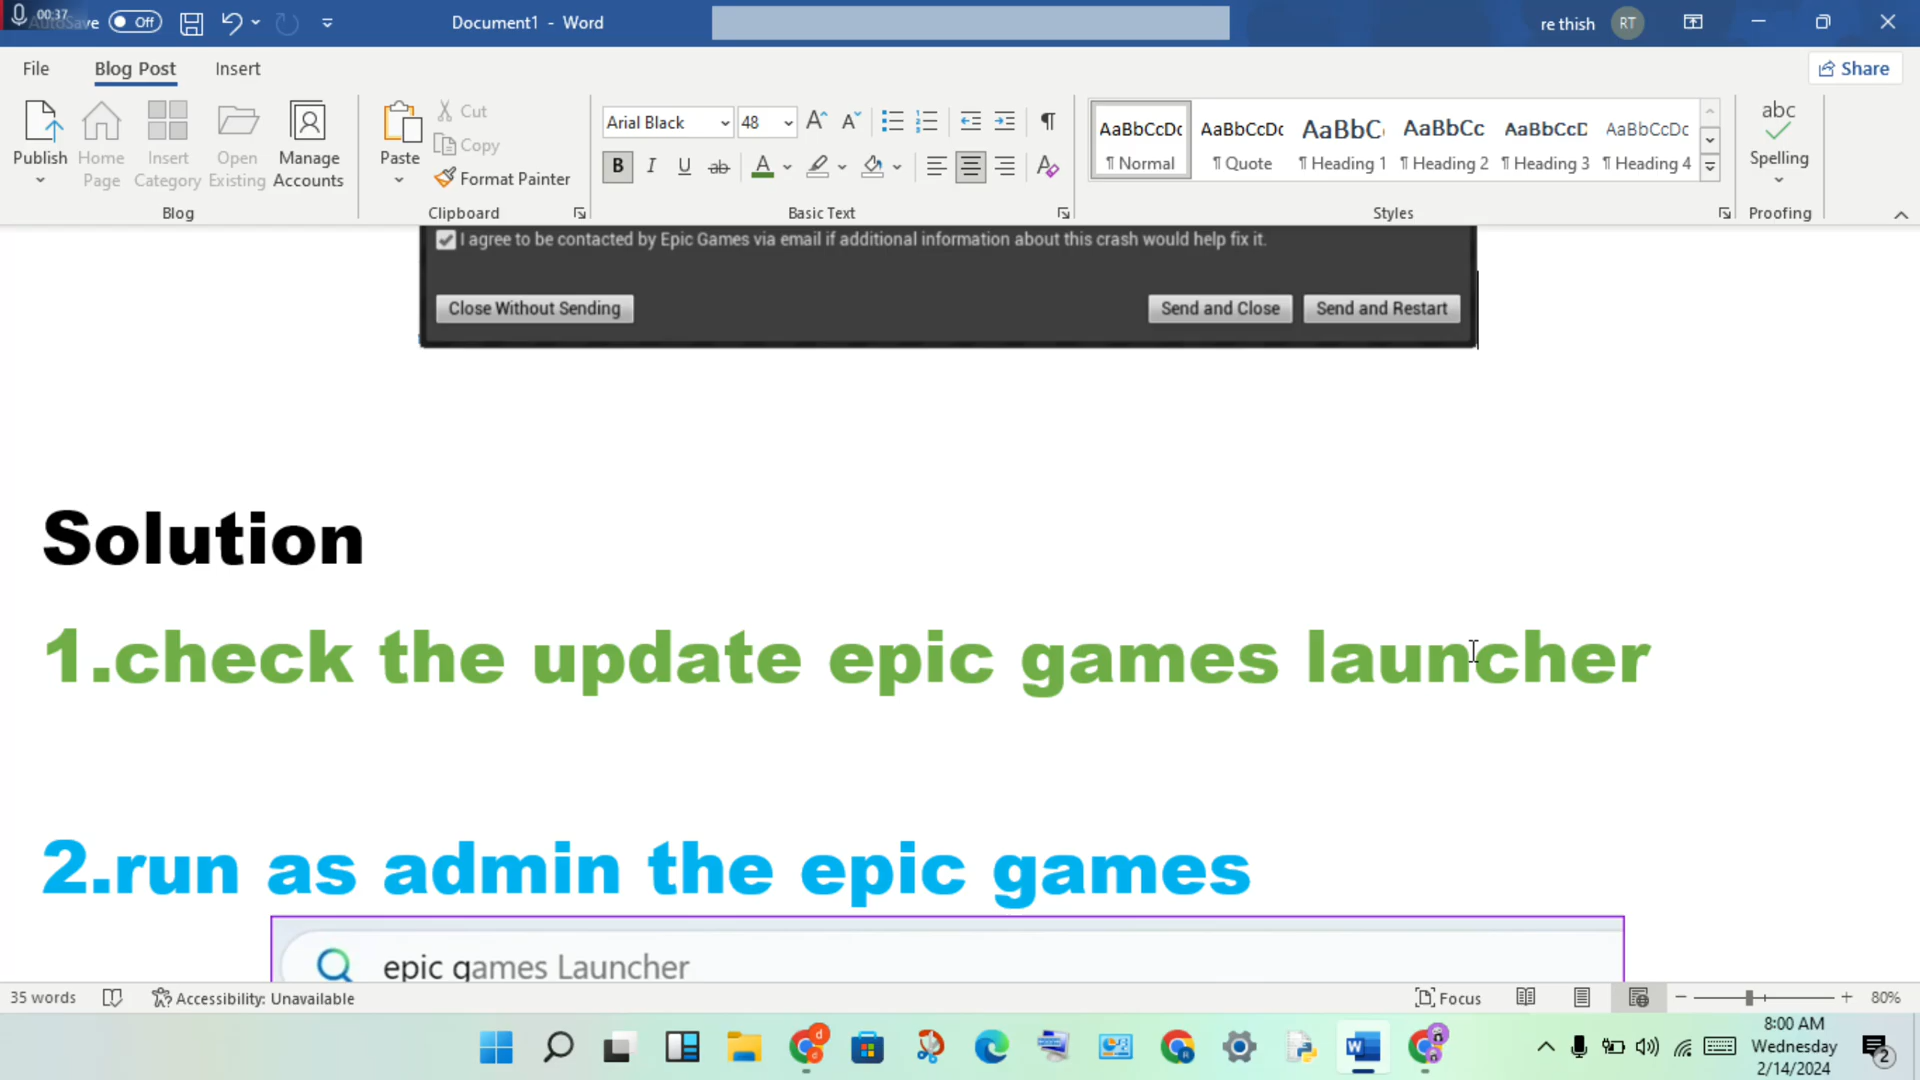 00:37
AutoSave Off
Document1 - Word
re thish
RT
File
Blog Post
Insert
Share
Publish
Home Page
Insert Category
Open Existing
Manage Accounts
Paste
Cut
Copy
Format Painter
Arial Black
48
AaBbCcDc
¶ Normal
AaBbCcDc
¶ Quote
AaBbC
¶ Heading 1
AaBbCc
¶ Heading 2
AaBbCcD
¶ Heading 3
AaBbCcDc
¶ Heading 4
abc
Spelling
Blog
Clipboard
Basic Text
Styles
Proofing
I agree to be contacted by Epic Games via email if additional information about this crash would help fix it.
Close Without Sending
Send and Close
Send and Restart
Solution
1.check the update epic games launcher
2.run as admin the epic games
epic games Launcher
35 words
Accessibility: Unavailable
Focus
80%
8:00 AM
Wednesday
2/14/2024
2